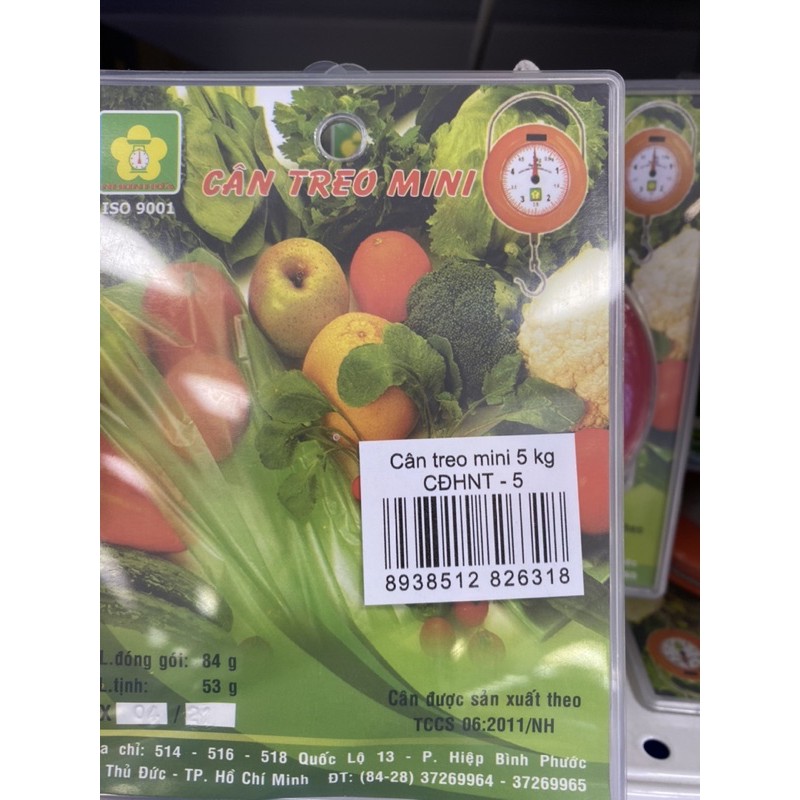 ISO 9001
CÂN TREO MINI
Cân treo mini 5 kg
CĐHNT - 5
8938512 826318
L.đóng gói: 84 g
L.tịnh: 53 g
Cân được sản xuất theo
TCCS 06:2011/NH
a chỉ: 514 - 516 - 518 Quốc Lộ 13 - P. Hiệp Bình Phước
Thủ Đức - TP. Hồ Chí Minh ĐT: (84-28) 37269964 - 37269965